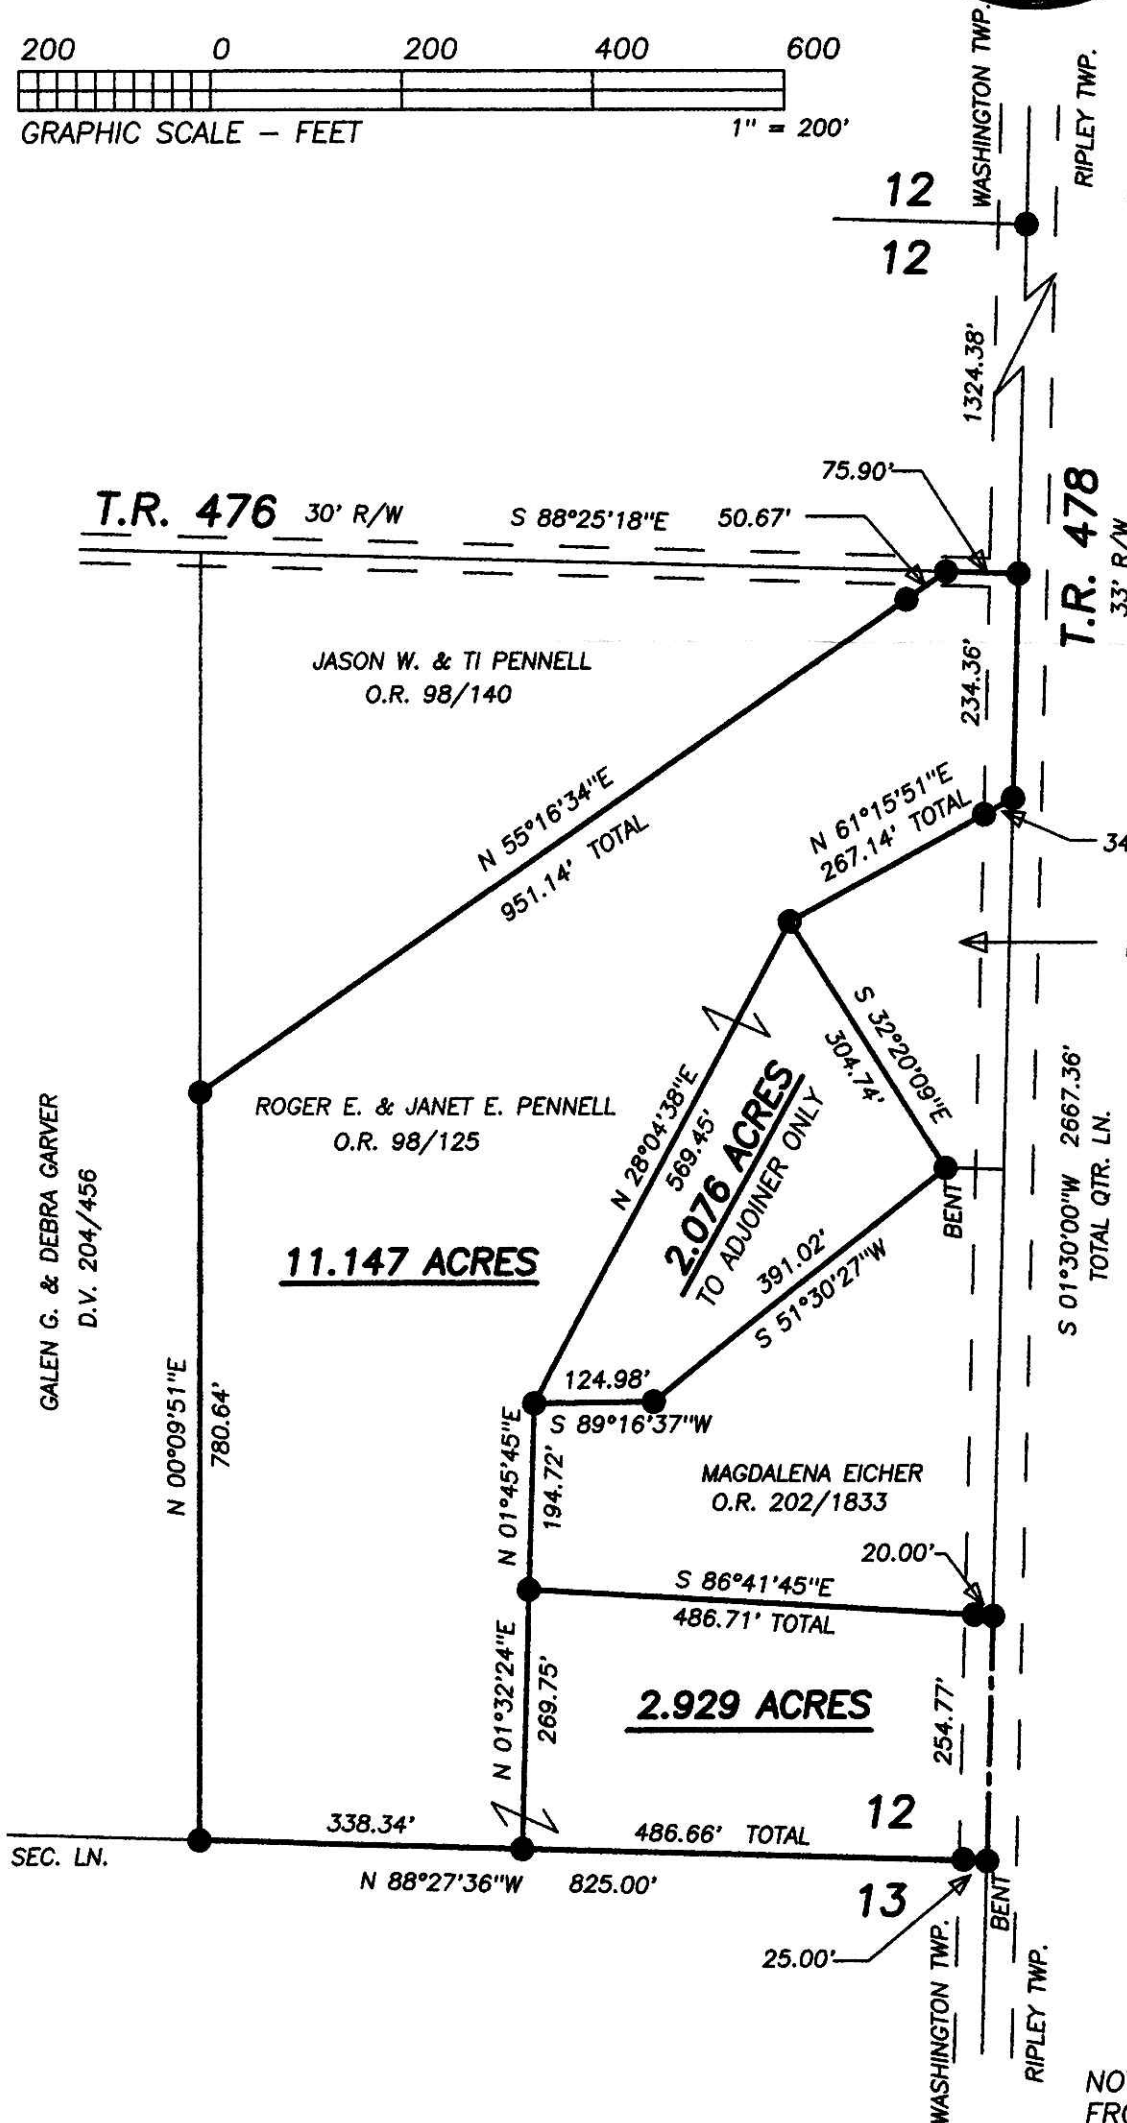 200 0 200 400 600
GRAPHIC SCALE – FEET 1" = 200'
WASHINGTON TWP.
RIPLEY TWP.
12
12
1324.38'
75.90'
T.R. 476 30' R/W S 88°25'18"E 50.67'
T.R. 478
33' R/W
JASON W. & TI PENNELL
O.R. 98/140
234.36'
N 55°16'34"E
951.14' TOTAL
N 61°15'51"E
267.14' TOTAL
34
S 32°20'09"E
304.74'
S 01°30'00"W 2667.36'
TOTAL QTR. LN.
GALEN G. & DEBRA GARVER
D.V. 204/456
ROGER E. & JANET E. PENNELL
O.R. 98/125
N 28°04'38"E
569.45'
2.076 ACRES
TO ADJOINER ONLY
BENT
11.147 ACRES
391.02'
S 51°30'27"W
124.98'
S 89°16'37"W
N 00°09'51"E
780.64'
N 01°45'45"E
194.72'
MAGDALENA EICHER
O.R. 202/1833
20.00'
S 86°41'45"E
486.71' TOTAL
N 01°32'24"E
269.75'
2.929 ACRES
254.77'
12
338.34'
486.66' TOTAL
SEC. LN.
N 88°27'36"W 825.00'
13
BENT
25.00'
WASHINGTON TWP.
RIPLEY TWP.